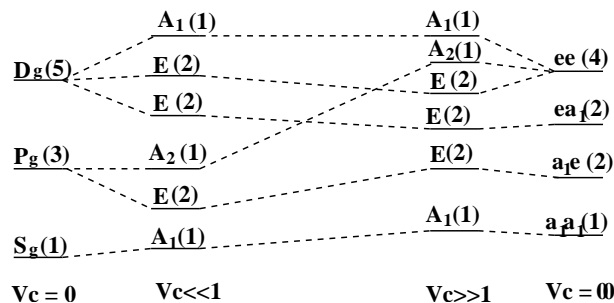 A₁(1) A₁(1)
A₂(1) ee (4)
Dg(5) E(2) E(2)
E(2) E(2) ea₁(2)
Pg(3) A₂(1) E(2) a₁e (2)
E(2)
Sg(1) A₁(1) A₁(1) a₁a₁(1)
Vc = 0 Vc<<1 Vc>>1 Vc=00